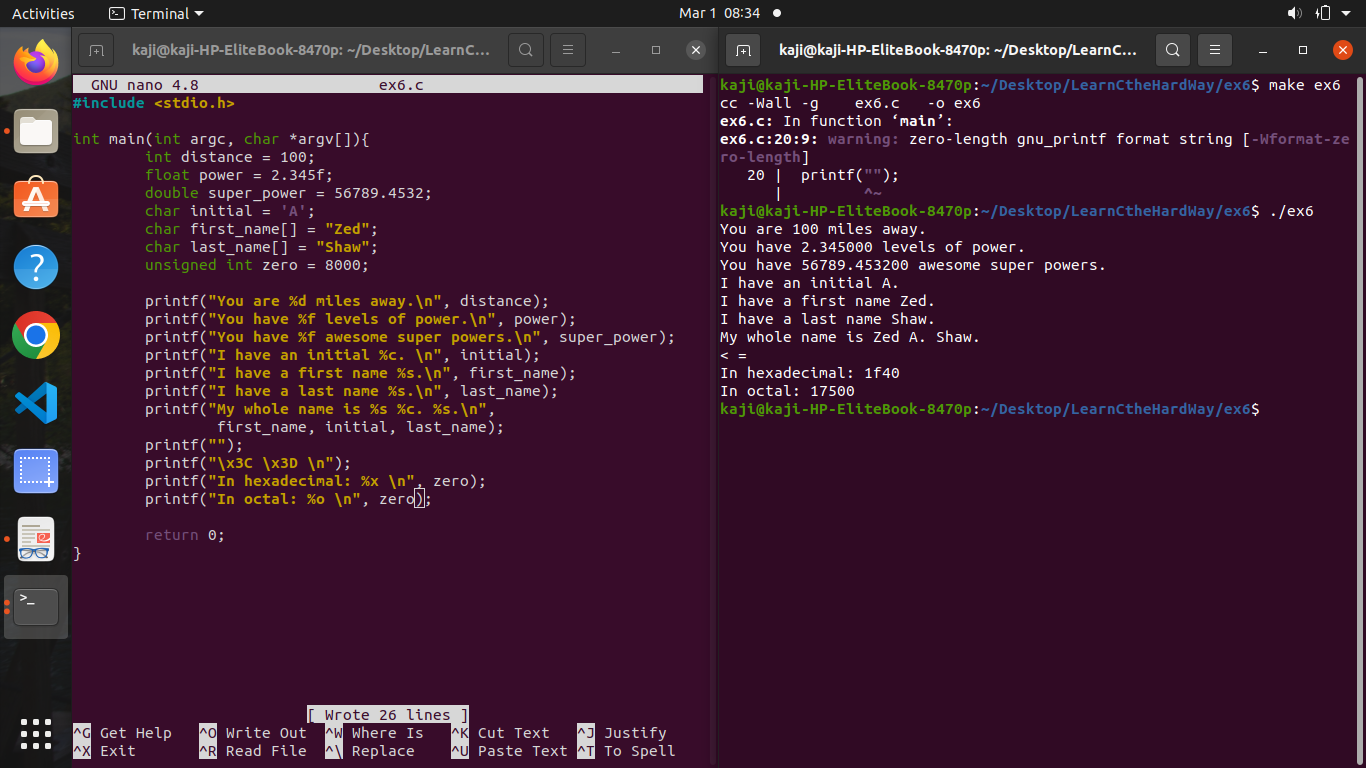 Activities
Terminal
Mar 1 08:34
kaji@kaji-HP-EliteBook-8470p: ~/Desktop/LearnC...
GNU nano 4.8 ex6.c
#include <stdio.h>
int main(int argc, char *argv[]){
int distance = 100;
float power = 2.345f;
double super_power = 56789.4532;
char initial = 'A';
char first_name[] = "Zed";
char last_name[] = "Shaw";
unsigned int zero = 8000;
printf("You are %d miles away.\n", distance);
printf("You have %f levels of power.\n", power);
printf("You have %f awesome super powers.\n", super_power);
printf("I have an initial %c. \n", initial);
printf("I have a first name %s.\n", first_name);
printf("I have a last name %s.\n", last_name);
printf("My whole name is %s %c. %s.\n",
first_name, initial, last_name);
printf("");
printf("\x3C \x3D \n");
printf("In hexadecimal: %x \n", zero);
printf("In octal: %o \n", zero);
return 0;
}
[ Wrote 26 lines ]
^G Get Help ^O Write Out ^W Where Is ^K Cut Text ^J Justify
^X Exit ^R Read File ^\ Replace ^U Paste Text ^T To Spell
kaji@kaji-HP-EliteBook-8470p: ~/Desktop/LearnC...
kaji@kaji-HP-EliteBook-8470p:~/Desktop/LearnCtheHardWay/ex6$ make ex6
cc -Wall -g    ex6.c   -o ex6
ex6.c: In function ‘main’:
ex6.c:20:9: warning: zero-length gnu_printf format string [-Wformat-ze
ro-length]
20 |  printf("");
|         ^~
kaji@kaji-HP-EliteBook-8470p:~/Desktop/LearnCtheHardWay/ex6$ ./ex6
You are 100 miles away.
You have 2.345000 levels of power.
You have 56789.453200 awesome super powers.
I have an initial A.
I have a first name Zed.
I have a last name Shaw.
My whole name is Zed A. Shaw.
< =
In hexadecimal: 1f40
In octal: 17500
kaji@kaji-HP-EliteBook-8470p:~/Desktop/LearnCtheHardWay/ex6$